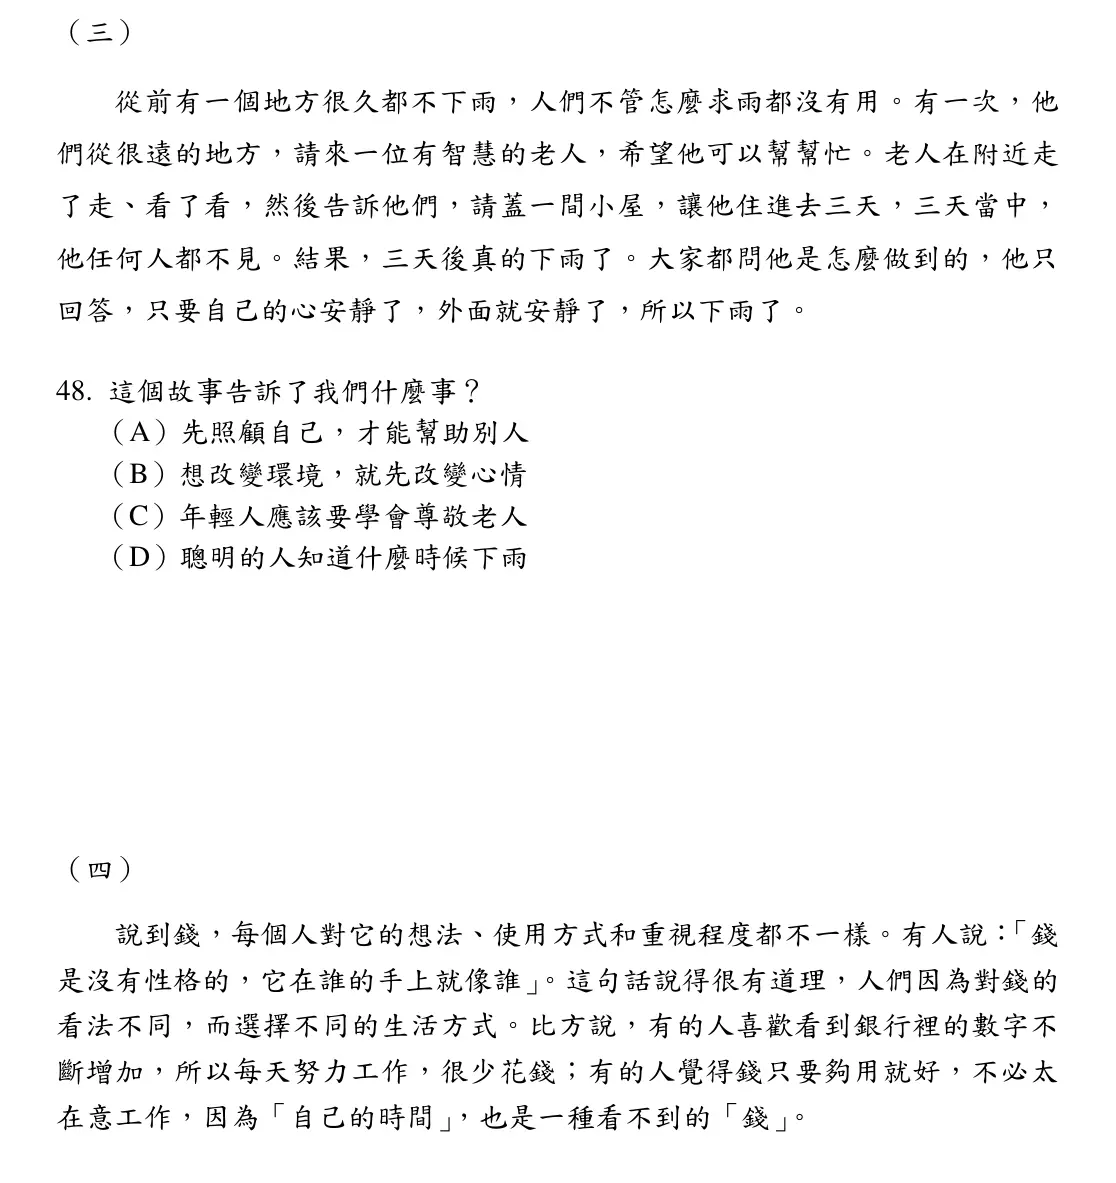 （三）
從前有一個地方很久都不下雨，人們不管怎麼求雨都沒有用。有一次，他
們從很遠的地方，請來一位有智慧的老人，希望他可以幫幫忙。老人在附近走
了走、看了看，然後告訴他們，請蓋一間小屋，讓他住進去三天，三天當中，
他任何人都不見。結果，三天後真的下雨了。大家都問他是怎麼做到的，他只
回答，只要自己的心安靜了，外面就安靜了，所以下雨了。
48. 這個故事告訴了我們什麼事？
（A）先照顧自己，才能幫助別人
（B）想改變環境，就先改變心情
（C）年輕人應該要學會尊敬老人
（D）聰明的人知道什麼時候下雨
（四）
說到錢，每個人對它的想法、使用方式和重視程度都不一樣。有人說：「錢
是沒有性格的，它在誰的手上就像誰」。這句話說得很有道理，人們因為對錢的
看法不同，而選擇不同的生活方式。比方說，有的人喜歡看到銀行裡的數字不
斷增加，所以每天努力工作，很少花錢；有的人覺得錢只要夠用就好，不必太
在意工作，因為「自己的時間」，也是一種看不到的「錢」。